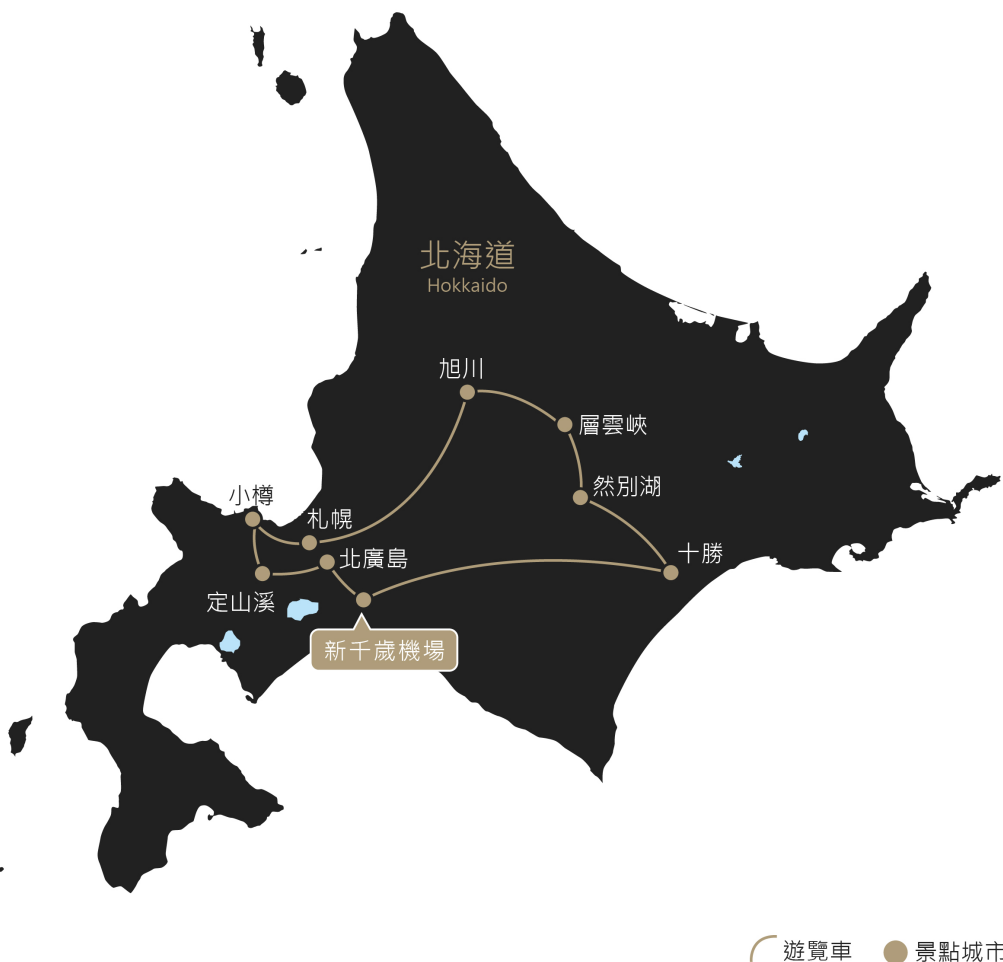 北海道
Hokkaido
旭川
層雲峽
然別湖
小樽
札幌
北廣島
十勝
定山溪
新千歲機場
遊覽車
景點城市